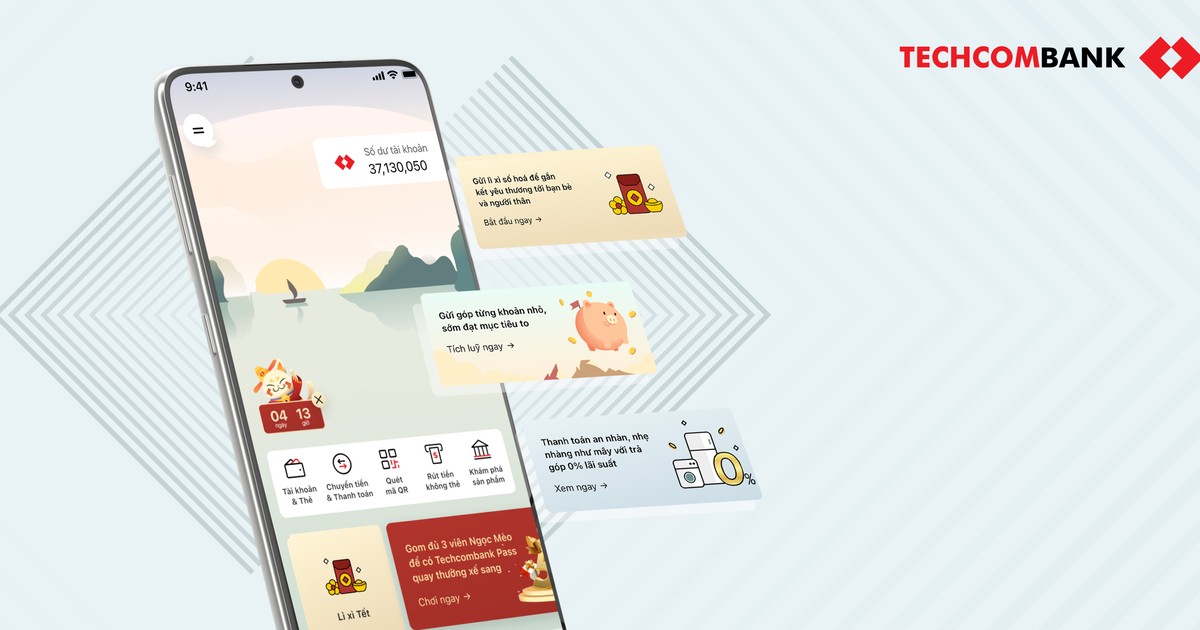 TECHCOMBANK
9:41
Số dư tài khoản
37,130,050
Gửi lì xì số hoá để gắn
kết yêu thương tới bạn bè
và người thân
Bắt đầu ngay →
Gửi góp từng khoản nhỏ,
sớm đạt mục tiêu to
Tích luỹ ngay →
04 13
ngày giờ
Thanh toán an nhàn, nhẹ
nhàng như mây với trả
góp 0% lãi suất
Xem ngay →
%
Tài khoản
& Thẻ
Chuyển tiền
& Thanh toán
Quét
mã QR
Rút tiền
không thẻ
Khám phá
sản phẩm
Lì xì Tết
Gom đủ 3 viên Ngọc Mèo
để có Techcombank Pass
quay thưởng xế sang
Chơi ngay →